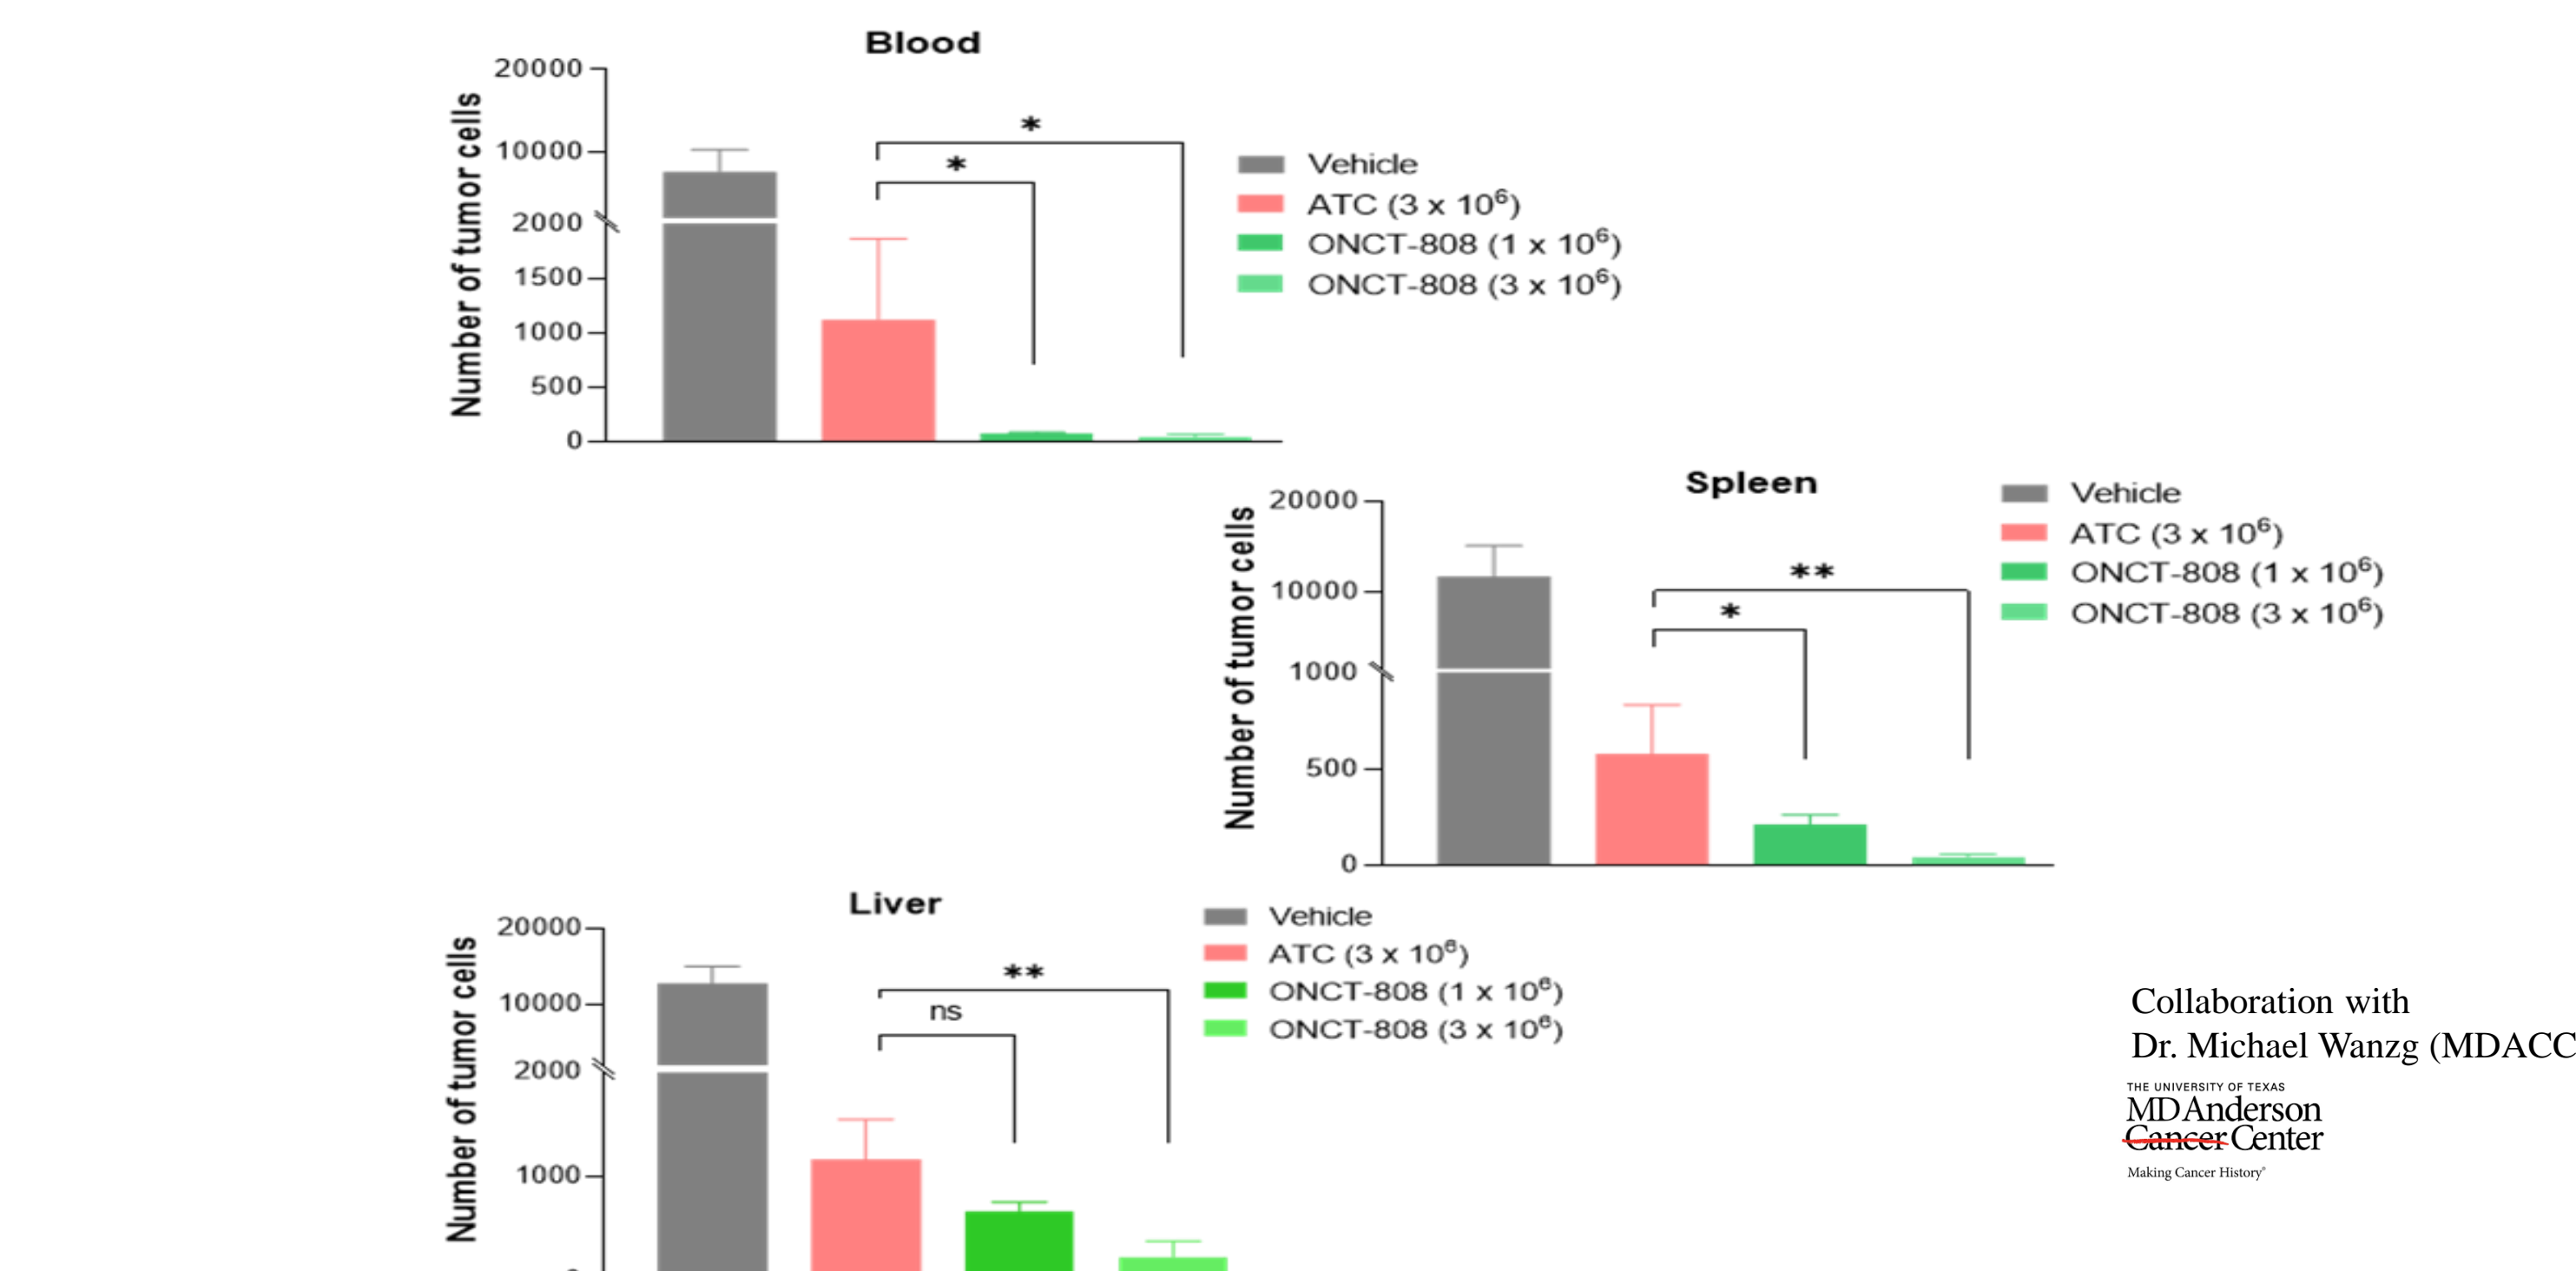 Blood
Number of tumor cells
20000
10000
2000
1500
1000
500
0
*
*
Vehicle
ATC (3 x 10⁶)
ONCT-808 (1 x 10⁶)
ONCT-808 (3 x 10⁶)
Spleen
Number of tumor cells
20000
10000
1000
500
0
**
*
Vehicle
ATC (3 x 10⁶)
ONCT-808 (1 x 10⁶)
ONCT-808 (3 x 10⁶)
Liver
Number of tumor cells
20000
10000
2000
1000
**
ns
Vehicle
ATC (3 x 10⁶)
ONCT-808 (1 x 10⁶)
ONCT-808 (3 x 10⁶)
Collaboration with
Dr. Michael Wanzg (MDACC
THE UNIVERSITY OF TEXAS
MD Anderson
Cancer Center
Making Cancer History®